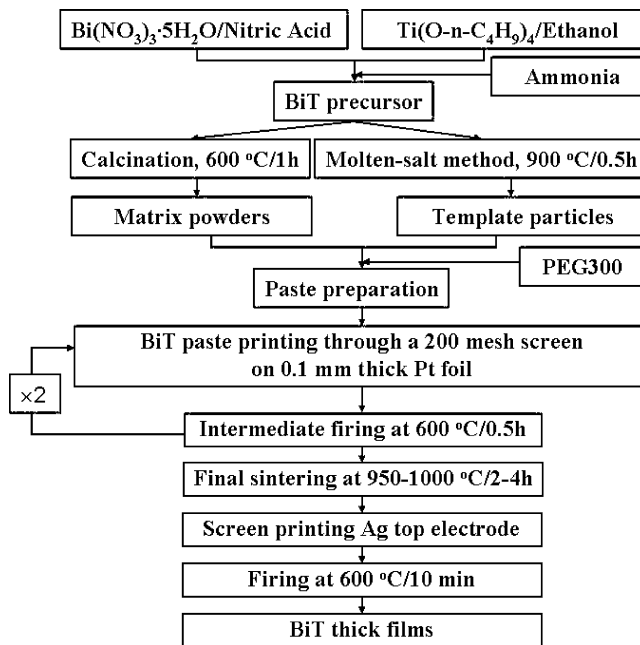 Bi(NO₃)₃·5H₂O/Nitric Acid
Ti(O-n-C₄H₉)₄/Ethanol
Ammonia
BiT precursor
Calcination, 600 °C/1h
Molten-salt method, 900 °C/0.5h
Matrix powders
Template particles
PEG300
Paste preparation
BiT paste printing through a 200 mesh screen
on 0.1 mm thick Pt foil
×2
Intermediate firing at 600 °C/0.5h
Final sintering at 950-1000 °C/2-4h
Screen printing Ag top electrode
Firing at 600 °C/10 min
BiT thick films